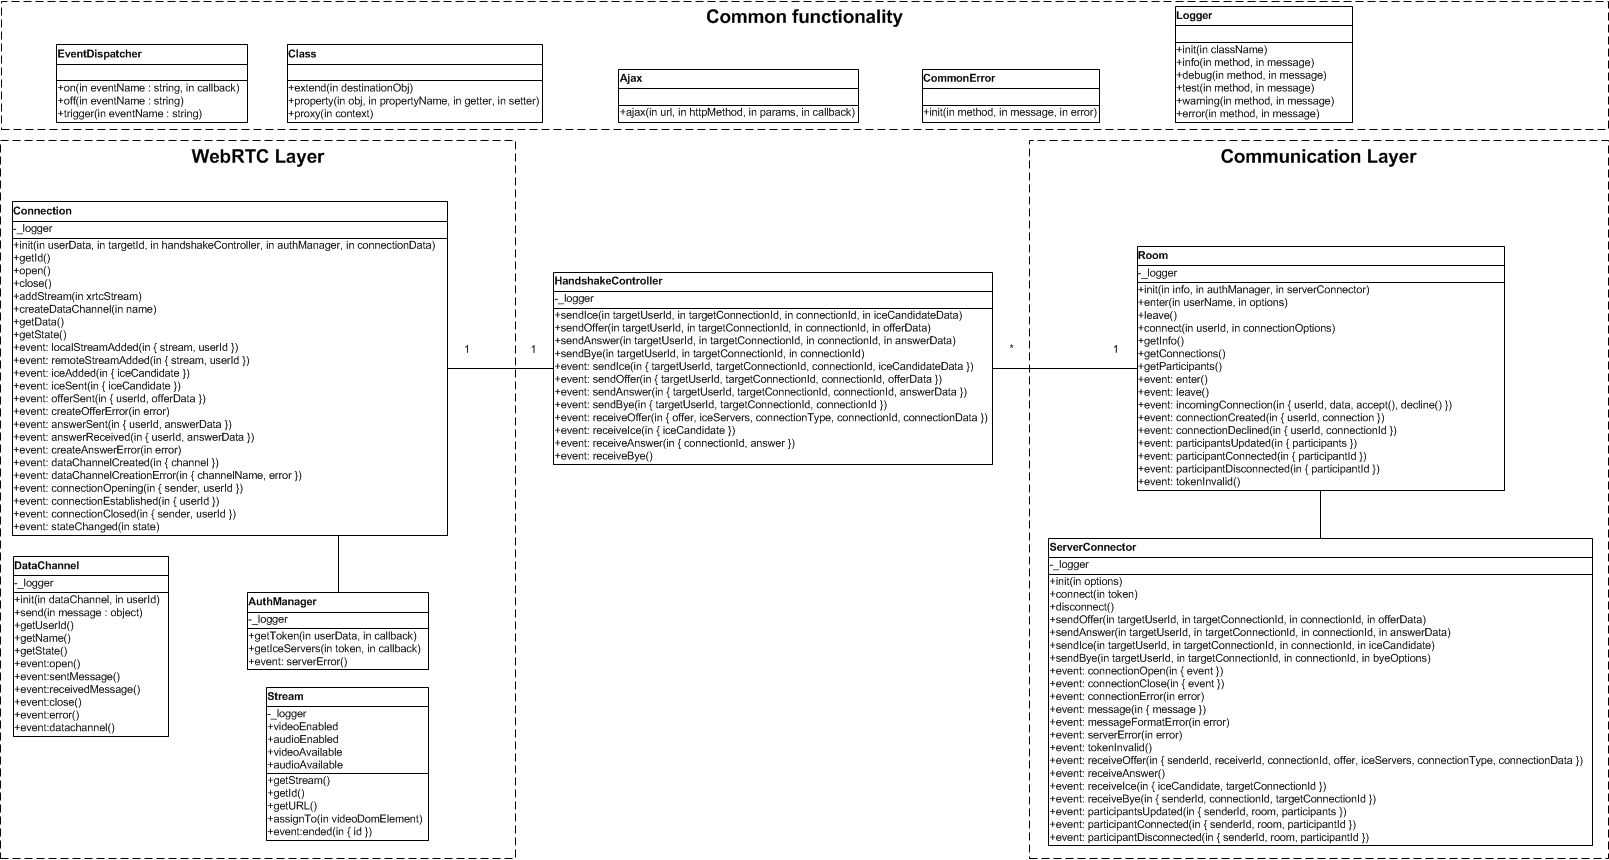 Common functionality
EventDispatcher
+on(in eventName : string, in callback)
+off(in eventName : string)
+trigger(in eventName : string)
Class
+extend(in destinationObj)
+property(in obj, in propertyName, in getter, in setter)
+proxy(in context)
Ajax
+ajax(in url, in httpMethod, in params, in callback)
CommonError
+init(in method, in message, in error)
Logger
+init(in className)
+info(in method, in message)
+debug(in method, in message)
+test(in method, in message)
+warning(in method, in message)
+error(in method, in message)
WebRTC Layer
Connection
-_logger
+init(in userData, in targetId, in handshakeController, in authManager, in connectionData)
+getId()
+open()
+close()
+addStream(in xrtcStream)
+createDataChannel(in name)
+getData()
+getState()
+event: localStreamAdded(in { stream, userId })
+event: remoteStreamAdded(in { stream, userId })
+event: iceAdded(in { iceCandidate })
+event: iceSent(in { iceCandidate })
+event: offerSent(in { userId, offerData })
+event: createOfferError(in error)
+event: answerSent(in { userId, answerData })
+event: answerReceived(in { userId, answerData })
+event: createAnswerError(in error)
+event: dataChannelCreated(in { channel })
+event: dataChannelCreationError(in { channelName, error })
+event: connectionOpening(in { sender, userId })
+event: connectionEstablished(in { userId })
+event: connectionClosed(in { sender, userId })
+event: stateChanged(in state)
DataChannel
-_logger
+init(in dataChannel, in userId)
+send(in message : object)
+getUserId()
+getName()
+getState()
+event:open()
+event:sentMessage()
+event:receivedMessage()
+event:close()
+event:error()
+event:datachannel()
AuthManager
-_logger
+getToken(in userData, in callback)
+getIceServers(in token, in callback)
+event: serverError()
Stream
-_logger
+videoEnabled
+audioEnabled
+videoAvailable
+audioAvailable
+getStream()
+getId()
+getURL()
+assignTo(in videoDomElement)
+event:ended(in { id })
1
1
HandshakeController
-_logger
+sendIce(in targetUserId, in targetConnectionId, in connectionId, in iceCandidateData)
+sendOffer(in targetUserId, in targetConnectionId, in connectionId, in offerData)
+sendAnswer(in targetUserId, in targetConnectionId, in connectionId, in answerData)
+sendBye(in targetUserId, in targetConnectionId, in connectionId)
+event: sendIce(in { targetUserId, targetConnectionId, connectionId, iceCandidateData })
+event: sendOffer(in { targetUserId, targetConnectionId, connectionId, offerData })
+event: sendAnswer(in { targetUserId, targetConnectionId, connectionId, answerData })
+event: sendBye(in { targetUserId, targetConnectionId, connectionId })
+event: receiveOffer(in { offer, iceServers, connectionType, connectionId, connectionData })
+event: receiveIce(in { iceCandidate })
+event: receiveAnswer(in { connectionId, answer })
+event: receiveBye()
*
1
Communication Layer
Room
-_logger
+init(in info, in authManager, in serverConnector)
+enter(in userName, in options)
+leave()
+connect(in userId, in connectionOptions)
+getInfo()
+getConnections()
+getParticipants()
+event: enter()
+event: leave()
+event: incomingConnection(in { userId, data, accept(), decline() })
+event: connectionCreated(in { userId, connection })
+event: connectionDeclined(in { userId, connectionId })
+event: participantsUpdated(in { participants })
+event: participantConnected(in { participantId })
+event: participantDisconnected(in { participantId })
+event: tokenInvalid()
ServerConnector
-_logger
+init(in options)
+connect(in token)
+disconnect()
+sendOffer(in targetUserId, in targetConnectionId, in connectionId, in offerData)
+sendAnswer(in targetUserId, in targetConnectionId, in connectionId, in answerData)
+sendIce(in targetUserId, in targetConnectionId, in connectionId, in iceCandidate)
+sendBye(in targetUserId, in targetConnectionId, in connectionId, in byeOptions)
+event: connectionOpen(in { event })
+event: connectionClose(in { event })
+event: connectionError(in error)
+event: message(in { message })
+event: messageFormatError(in error)
+event: serverError(in error)
+event: tokenInvalid()
+event: receiveOffer(in { senderId, receiverId, connectionId, offer, iceServers, connectionType, connectionData })
+event: receiveAnswer()
+event: receiveIce(in { iceCandidate, targetConnectionId })
+event: receiveBye(in { senderId, connectionId, targetConnectionId })
+event: participantsUpdated(in { senderId, room, participants })
+event: participantConnected(in { senderId, room, participantId })
+event: participantDisconnected(in { senderId, room, participantId })